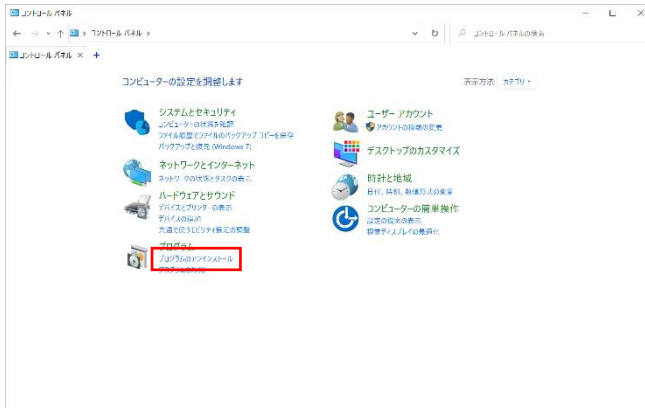 コントロール パネル
コントロール パネル
コントロール パネルの検索
コントロール パネル
コンピューターの設定を調整します
表示方法: カテゴリ
システムとセキュリティ
コンピューターの状態を確認
ファイル履歴でファイルのバックアップ コピーを保存
バックアップと復元 (Windows 7)
ネットワークとインターネット
ネットワークの状態とタスクの表示
ハードウェアとサウンド
デバイスとプリンターの表示
デバイスの追加
共通で使うモビリティ設定の調整
プログラム
プログラムのアンインストール
ユーザー アカウント
アカウントの種類の変更
デスクトップのカスタマイズ
時計と地域
日付、時刻、数値形式の変更
コンピューターの簡単操作
設定の提案の表示
視覚ディスプレイの最適化